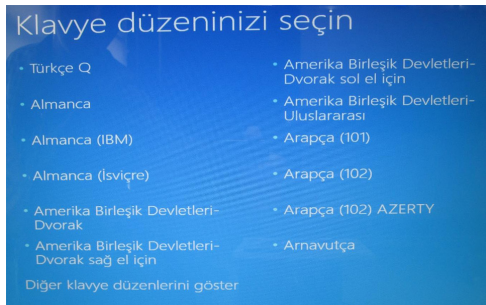 Klavye düzeninizi seçin
Türkçe Q
Almanca
Almanca (IBM)
Almanca (İsviçre)
Amerika Birleşik Devletleri-
Dvorak
Amerika Birleşik Devletleri-
Dvorak sağ el için
Amerika Birleşik Devletleri-
Dvorak sol el için
Amerika Birleşik Devletleri-
Uluslararası
Arapça (101)
Arapça (102)
Arapça (102) AZERTY
Arnavutça
Diğer klavye düzenlerini göster